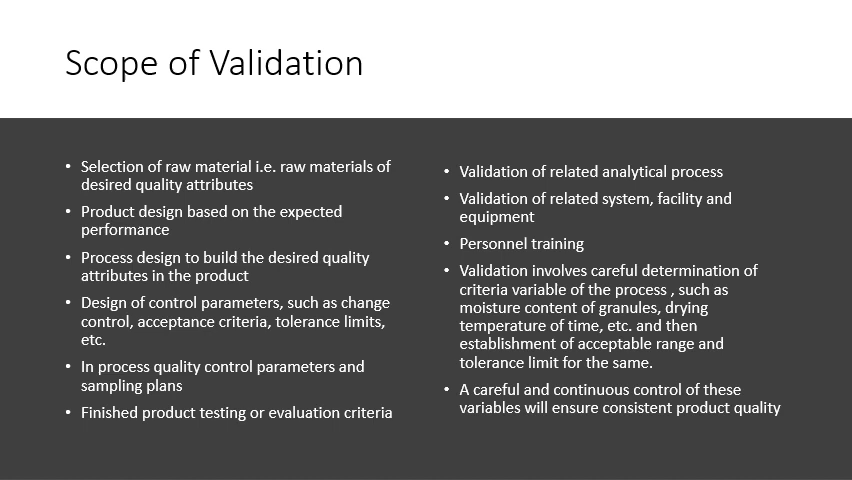 Scope of Validation
• Selection of raw material i.e. raw materials of
desired quality attributes
• Product design based on the expected
performance
• Process design to build the desired quality
attributes in the product
• Design of control parameters, such as change
control, acceptance criteria, tolerance limits,
etc.
• In process quality control parameters and
sampling plans
• Finished product testing or evaluation criteria
• Validation of related analytical process
• Validation of related system, facility and
equipment
• Personnel training
• Validation involves careful determination of
criteria variable of the process , such as
moisture content of granules, drying
temperature of time, etc. and then
establishment of acceptable range and
tolerance limit for the same.
• A careful and continuous control of these
variables will ensure consistent product quality